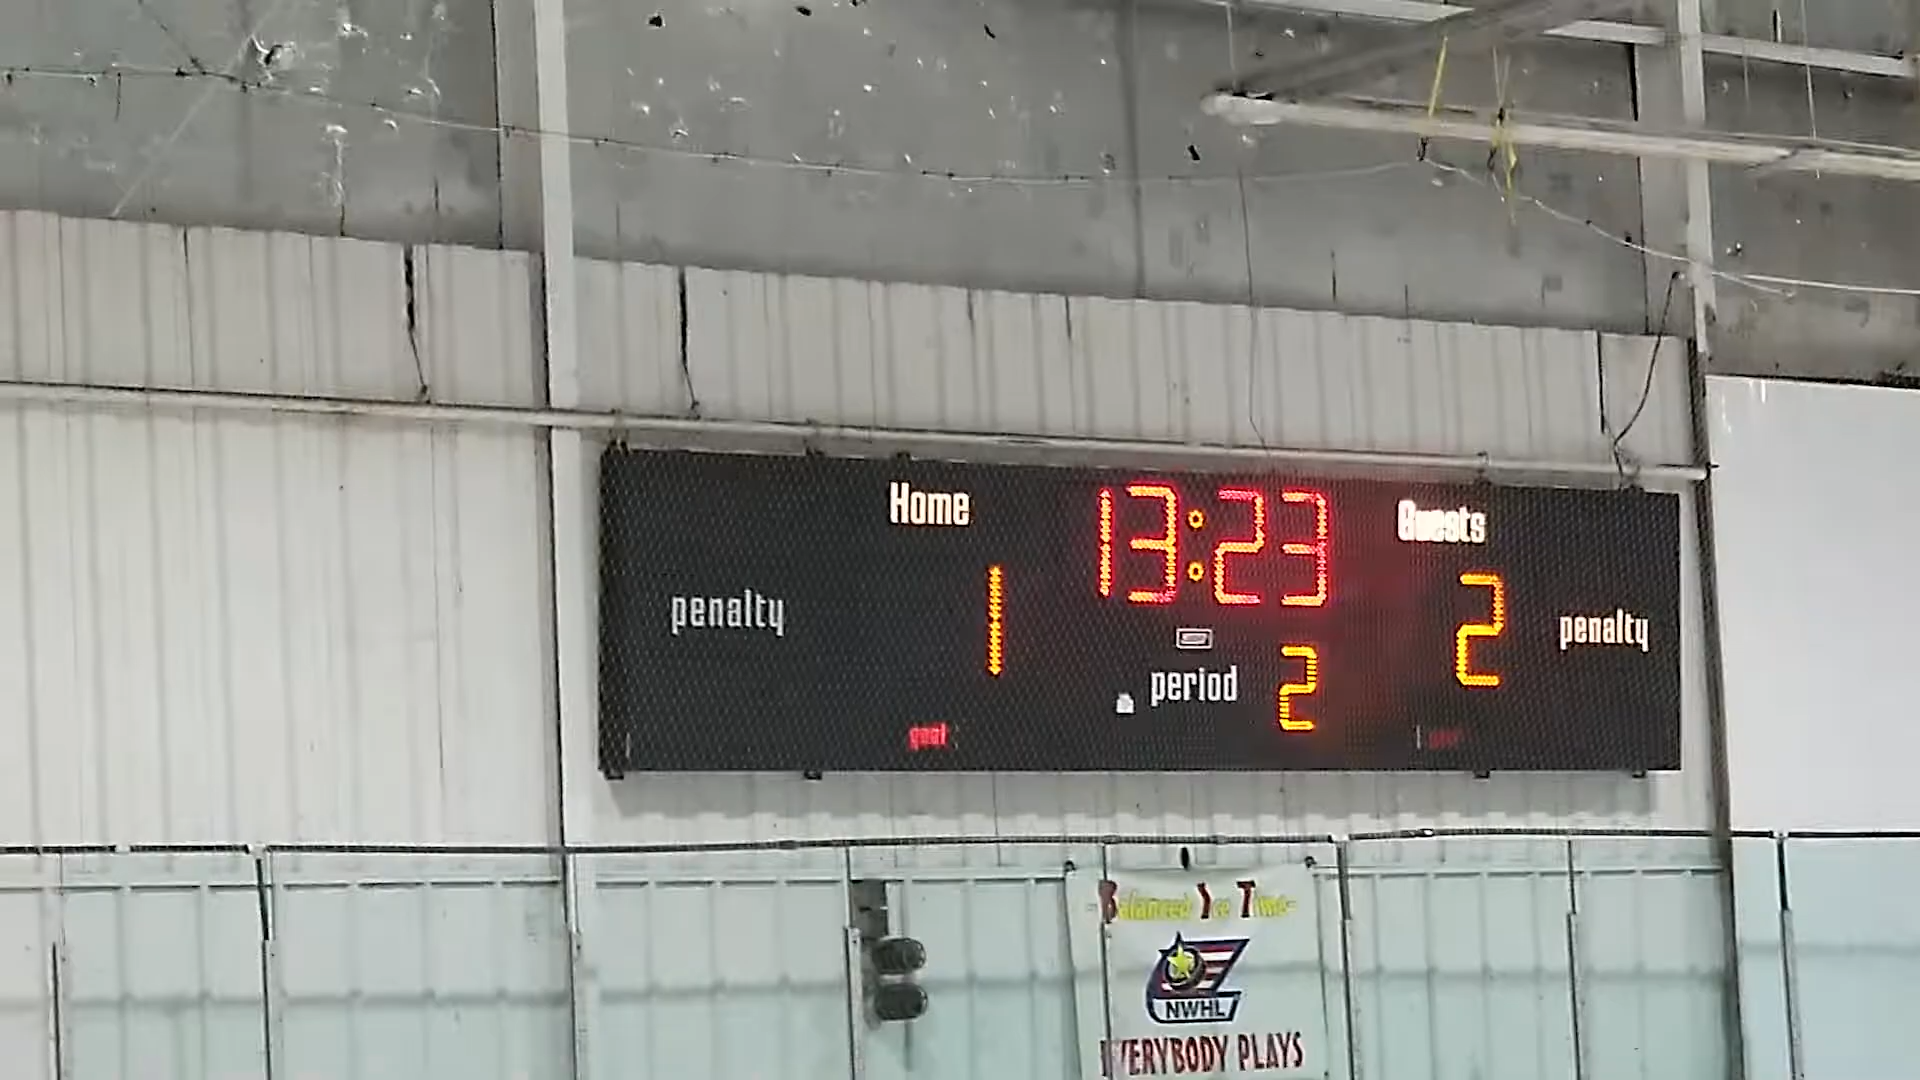 Home
13:23
Guests
penalty
1
2
penalty
period
2
goal
Balanced Ice Time
NWHL
EVERYBODY PLAYS